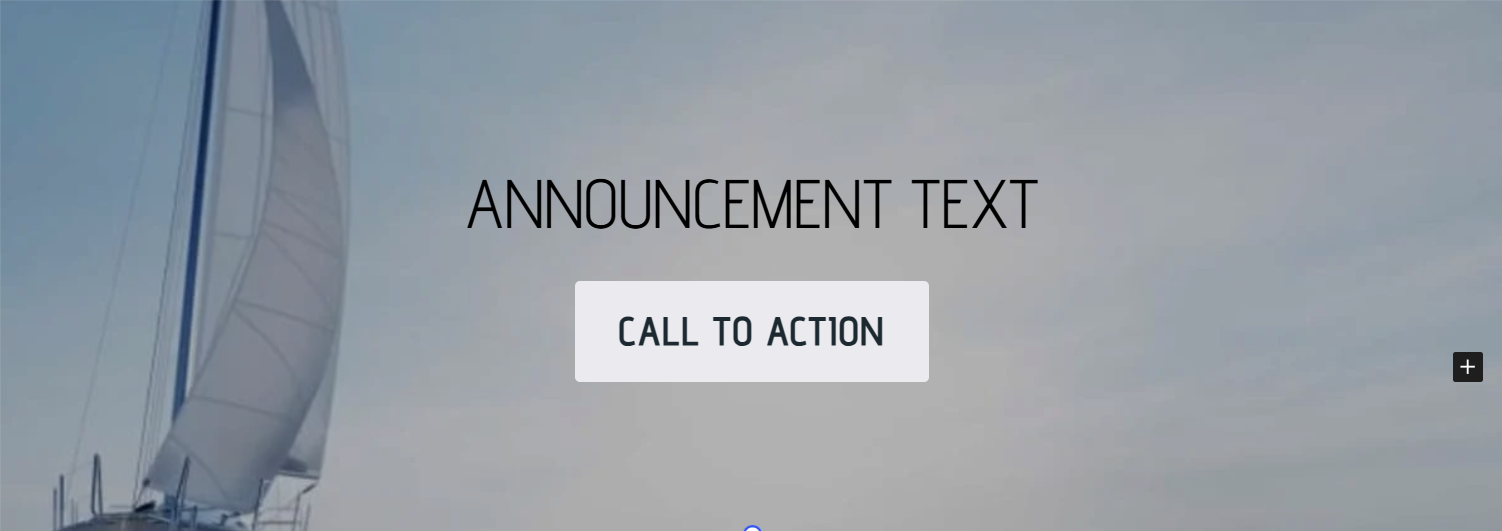 ANNOUNCEMENT TEXT
CALL TO ACTION